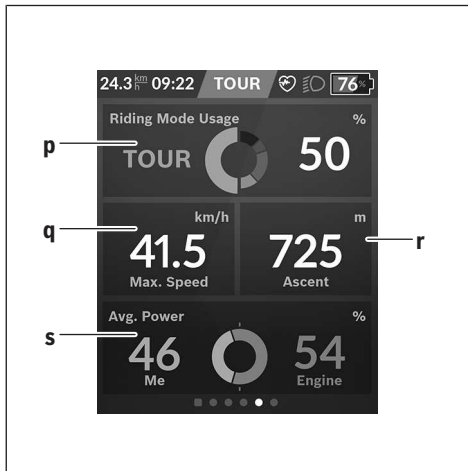 24.3 km/h 09:22 TOUR 76%
Riding Mode Usage %
p TOUR 50
q km/h m
41.5 725 r
Max. Speed Ascent
Avg. Power %
s 46 54
Me Engine